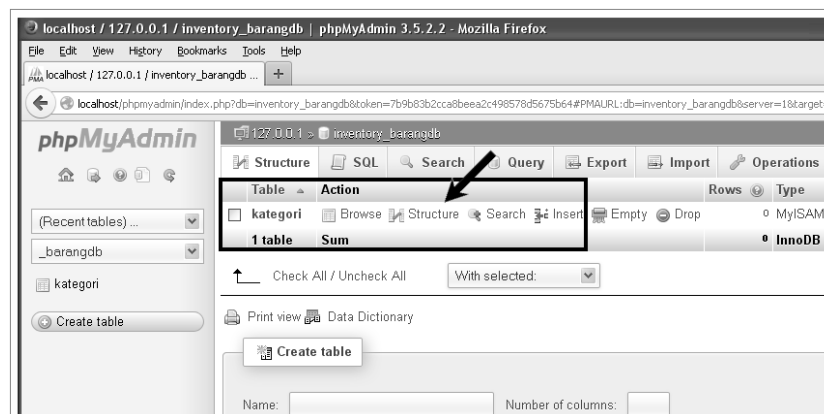 localhost / 127.0.0.1 / inventory_barangdb | phpMyAdmin 3.5.2.2 - Mozilla Firefox
File Edit View History Bookmarks Tools Help
PMA localhost / 127.0.0.1 / inventory_barangdb ... +
localhost/phpmyadmin/index.php?db=inventory_barangdb&token=7b9b83b2cca8beea2c498578d5675b64#PMAURL:db=inventory_barangdb&server=1&target
phpMyAdmin
127.0.0.1 » inventory_barangdb
Structure SQL Search Query Export Import Operations
Table Action Rows Type
kategori Browse Structure Search Insert Empty Drop 0 MyISAM
1 table Sum 0 InnoDB
(Recent tables) ...
_barangdb
kategori
Create table
Check All / Uncheck All With selected:
Print view Data Dictionary
Create table
Name: Number of columns: